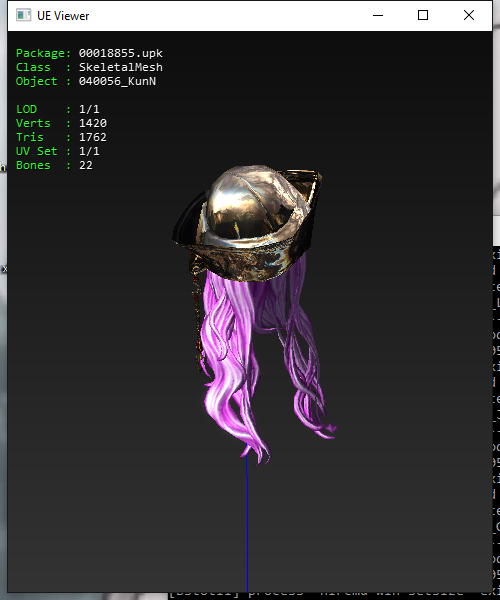 UE Viewer
Package: 00018855.upk
Class : SkeletalMesh
Object : 040056_KunN
LOD : 1/1
Verts : 1420
Tris : 1762
UV Set : 1/1
Bones : 22